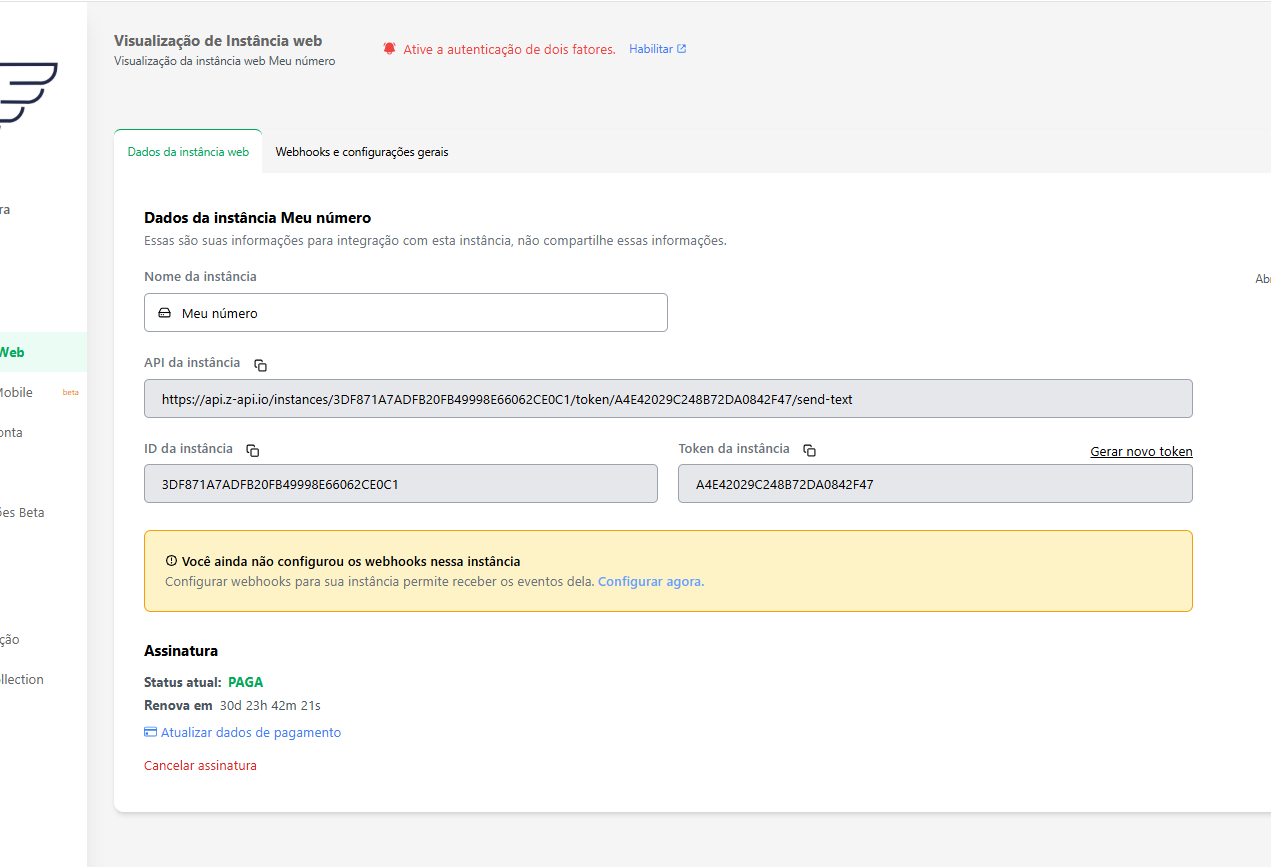 Visualização de Instância web
Visualização da instância web Meu número
Ative a autenticação de dois fatores. Habilitar
Dados da instância web
Webhooks e configurações gerais
ra
Web
Mobile beta
onta
ões Beta
ção
llection
Dados da instância Meu número
Essas são suas informações para integração com esta instância, não compartilhe essas informações.
Nome da instância
Abr
Meu número
API da instância
https://api.z-api.io/instances/3DF871A7ADFB20FB49998E66062CE0C1/token/A4E42029C248B72DA0842F47/send-text
ID da instância
3DF871A7ADFB20FB49998E66062CE0C1
Token da instância
Gerar novo token
A4E42029C248B72DA0842F47
Você ainda não configurou os webhooks nessa instância
Configurar webhooks para sua instância permite receber os eventos dela. Configurar agora.
Assinatura
Status atual: PAGA
Renova em 30d 23h 42m 21s
Atualizar dados de pagamento
Cancelar assinatura